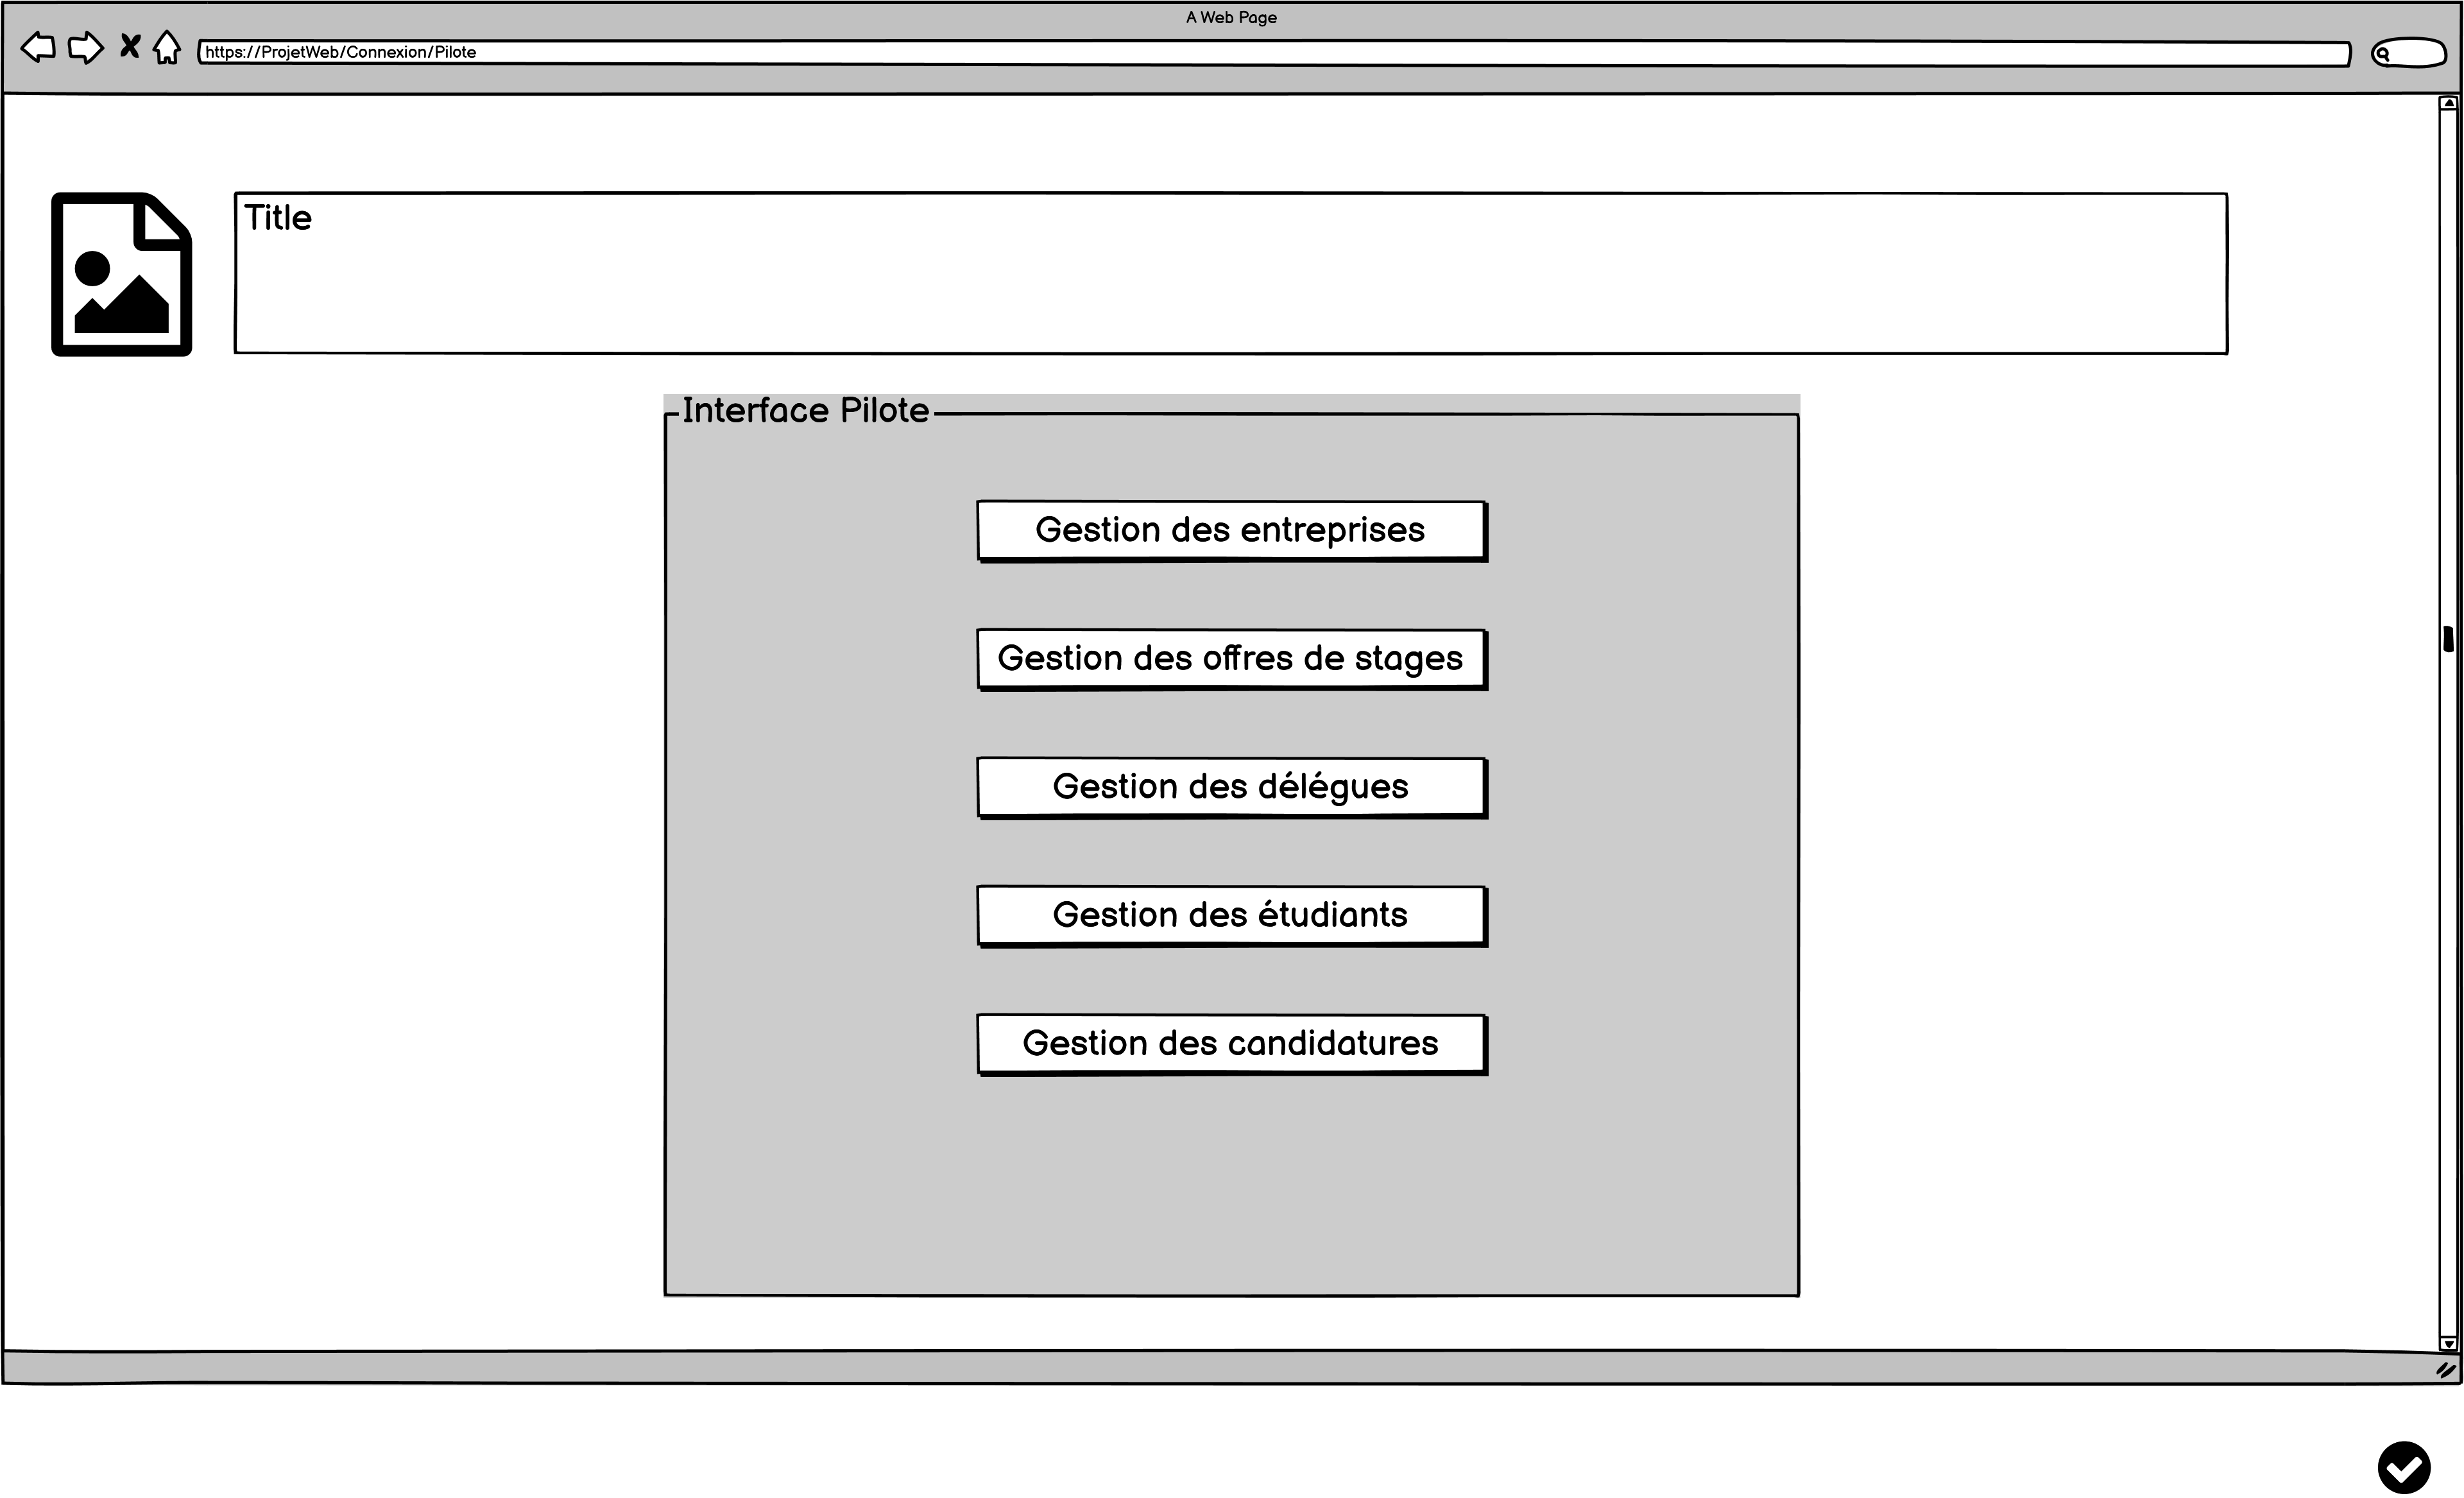 A Web Page
https://ProjetWeb/Connexion/Pilote
Title
Interface Pilote
Gestion des entreprises
Gestion des offres de stages
Gestion des délégues
Gestion des étudiants
Gestion des candidatures